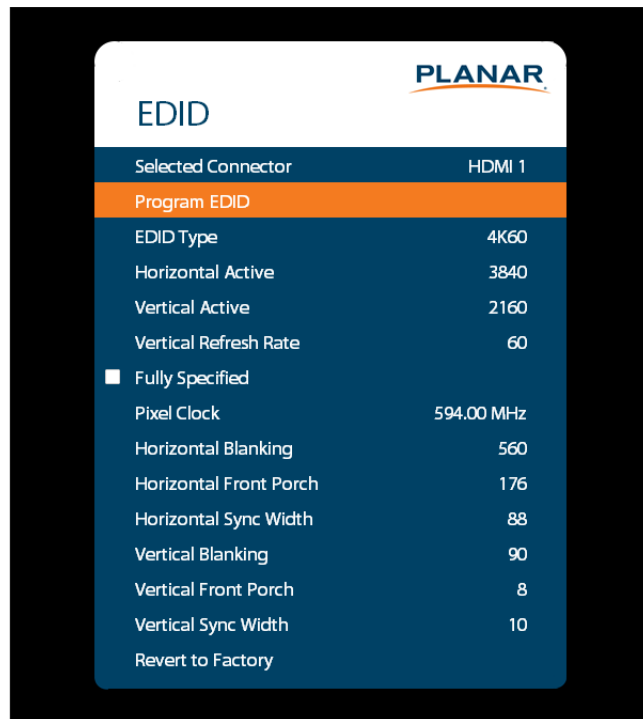 PLANAR
EDID
Selected Connector HDMI 1
Program EDID
EDID Type 4K60
Horizontal Active 3840
Vertical Active 2160
Vertical Refresh Rate 60
Fully Specified
Pixel Clock 594.00 MHz
Horizontal Blanking 560
Horizontal Front Porch 176
Horizontal Sync Width 88
Vertical Blanking 90
Vertical Front Porch 8
Vertical Sync Width 10
Revert to Factory